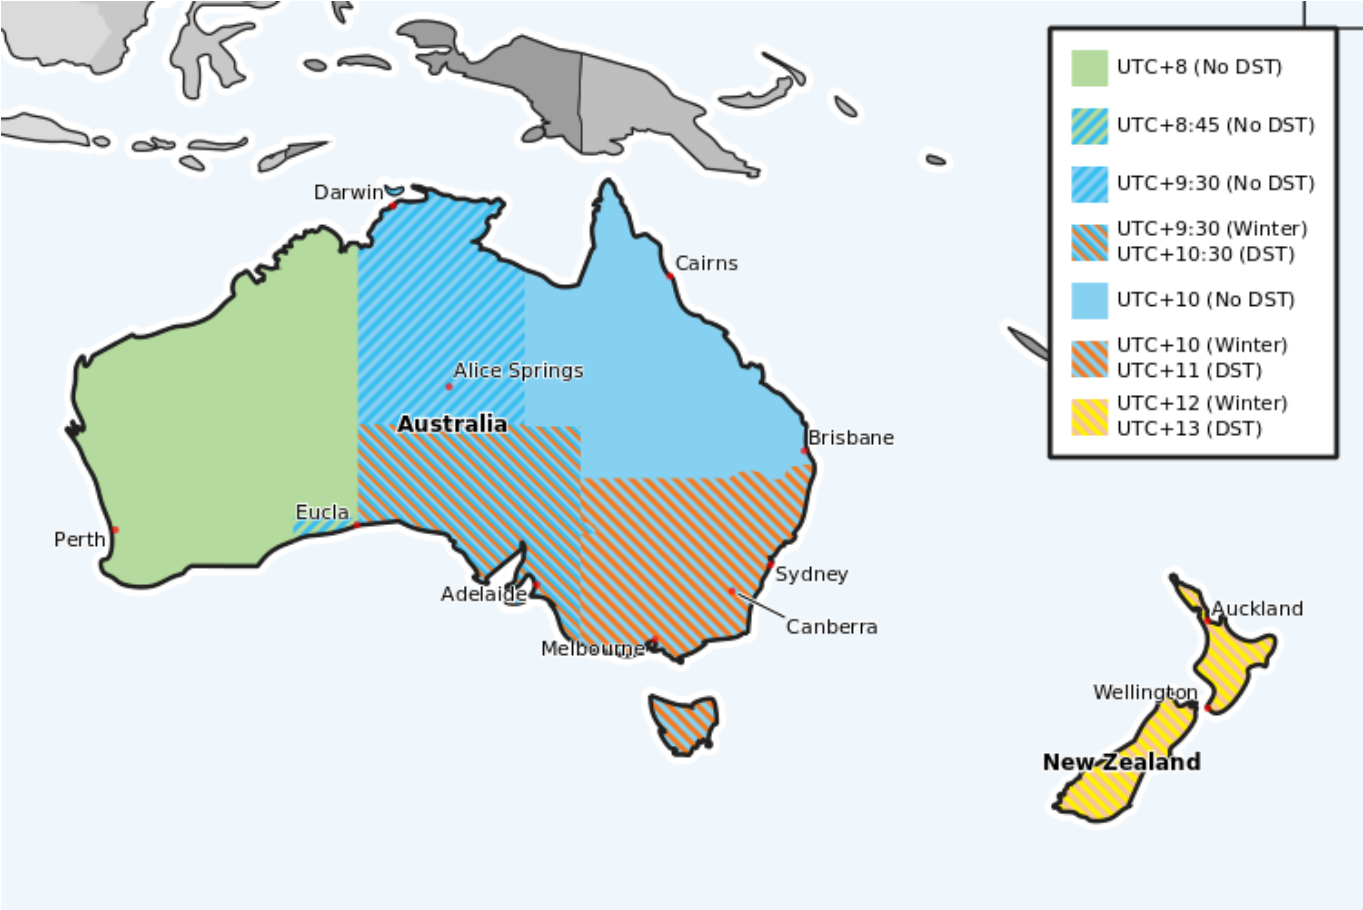 UTC+8 (No DST)
UTC+8:45 (No DST)
UTC+9:30 (No DST)
UTC+9:30 (Winter)
UTC+10:30 (DST)
UTC+10 (No DST)
UTC+10 (Winter)
UTC+11 (DST)
UTC+12 (Winter)
UTC+13 (DST)
Darwin
Cairns
Alice Springs
Australia
Brisbane
Eucla
Perth
Sydney
Adelaide
Canberra
Melbourne
Auckland
Wellington
New Zealand